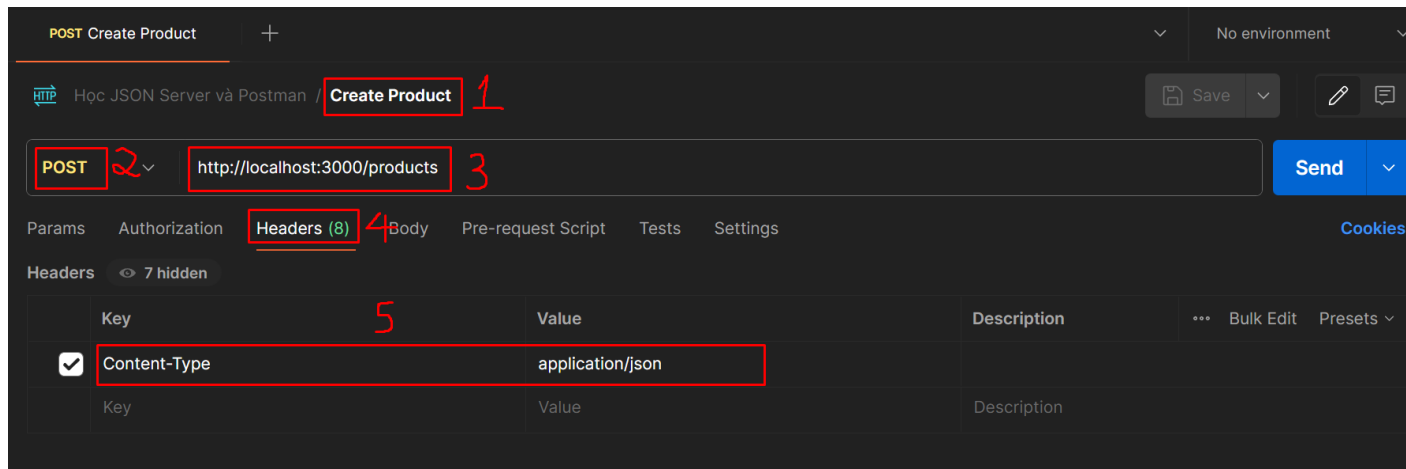 POST Create Product No environment
HTTP Học JSON Server và Postman / Create Product 1 Save
POST 2 http://localhost:3000/products 3 Send
Params Authorization Headers (8) 4 Body Pre-request Script Tests Settings Cookies
Headers 7 hidden
Key 5 Value Description ••• Bulk Edit Presets
Content-Type application/json
Key Value Description